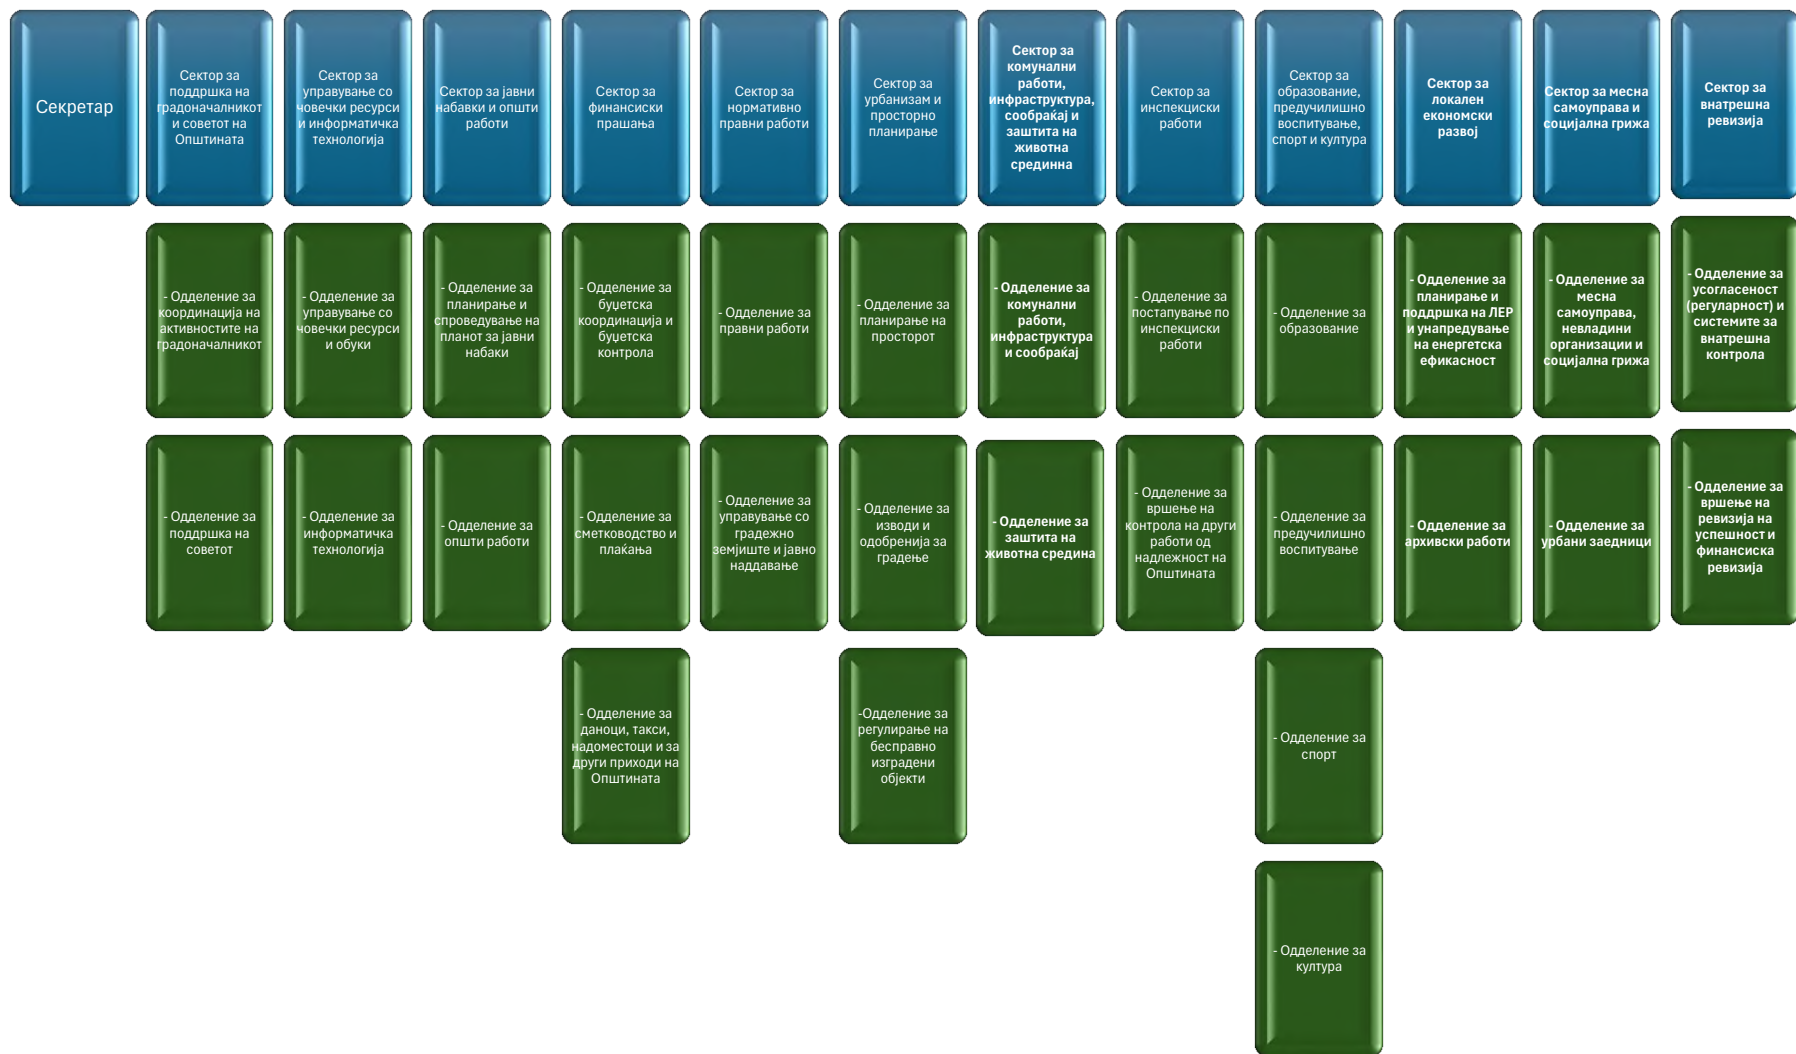 Секретар
Сектор за
поддршка на
градоначалникот
и советот на
Општината
Сектор за
управување со
човечки ресурси
и информатичка
технологија
Сектор за јавни
набавки и општи
работи
Сектор за
финансиски
прашања
Сектор за
нормативно
правни работи
Сектор за
урбанизам и
просторно
планирање
Сектор за
комунални
работи,
инфраструктура,
сообраќај и
заштита на
животна
срединна
Сектор за
инспекциски
работи
Сектор за
образование,
предучилишно
воспитување,
спорт и култура
Сектор за
локален
економски
развој
Сектор за месна
самоуправа и
социјална грижа
Сектор за
внатрешна
ревизија
- Одделение за
координација на
активностите на
градоначалникот
- Одделение за
управување со
човечки ресурси
и обуки
- Одделение за
планирање и
спроведување на
планот за јавни
набаки
- Одделение за
буџетска
координација и
буџетска
контрола
- Одделение за
правни работи
- Одделение за
планирање на
просторот
- Одделение за
комунални
работи,
инфраструктура
и сообраќај
- Одделение за
постапување по
инспекциски
работи
- Одделение за
образование
- Одделение за
планирање и
поддршка на ЛЕР
и унапредување
на енергетска
ефикасност
- Одделение за
месна
самоуправа,
невладини
организации и
социјална грижа
- Одделение за
усогласеност
(регуларност) и
системите за
внатрешна
контрола
- Одделение за
поддршка на
советот
- Одделение за
информатичка
технологија
- Одделение за
општи работи
- Одделение за
сметководство и
плаќања
- Одделение за
управување со
градежно
земјиште и јавно
наддавање
- Одделение за
изводи и
одобренија за
градење
- Одделение за
заштита на
животна средина
- Одделение за
вршење на
контрола на други
работи од
надлежност на
Општината
- Одделение за
предучилишно
воспитување
- Одделение за
архивски работи
- Одделение за
урбани заедници
- Одделение за
вршење на
ревизија на
успешност и
финансиска
ревизија
- Одделение за
даноци, такси,
надоместоци и за
други приходи на
Општината
-Одделение за
регулирање на
бесправно
изградени
објекти
- Одделение за
спорт
- Одделение за
култура